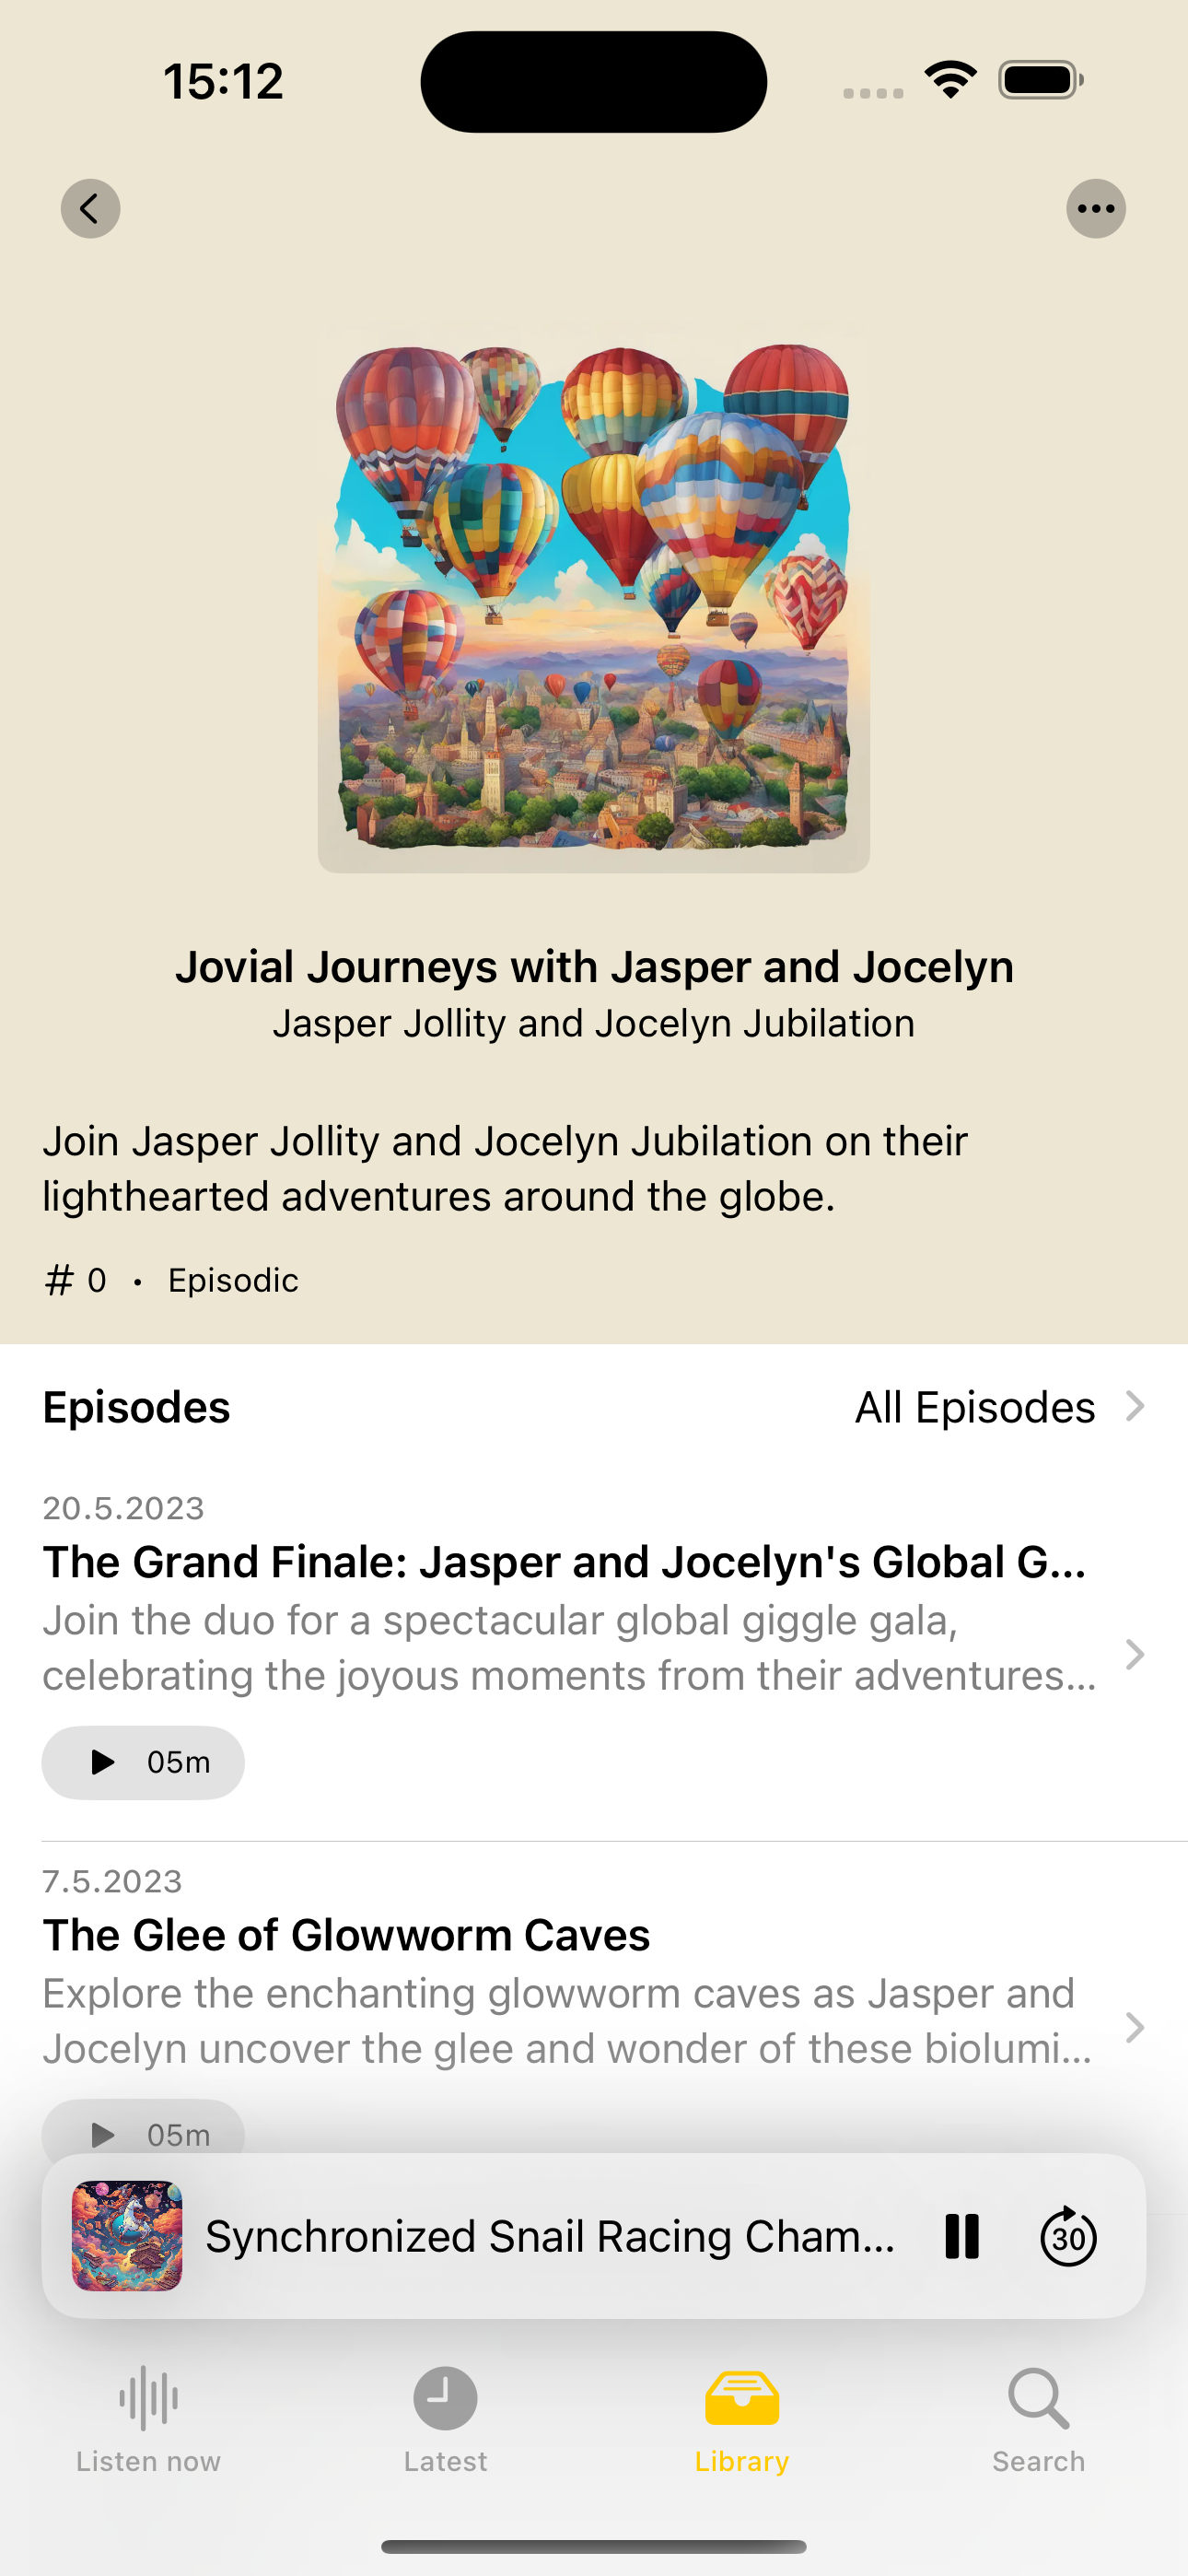 15:12
Jovial Journeys with Jasper and Jocelyn
Jasper Jollity and Jocelyn Jubilation
Join Jasper Jollity and Jocelyn Jubilation on their
lighthearted adventures around the globe.
# 0 • Episodic
Episodes
All Episodes
20.5.2023
The Grand Finale: Jasper and Jocelyn's Global G...
Join the duo for a spectacular global giggle gala,
celebrating the joyous moments from their adventures...
05m
7.5.2023
The Glee of Glowworm Caves
Explore the enchanting glowworm caves as Jasper and
Jocelyn uncover the glee and wonder of these biolumi...
05m
Synchronized Snail Racing Cham...
30
Listen now
Latest
Library
Search